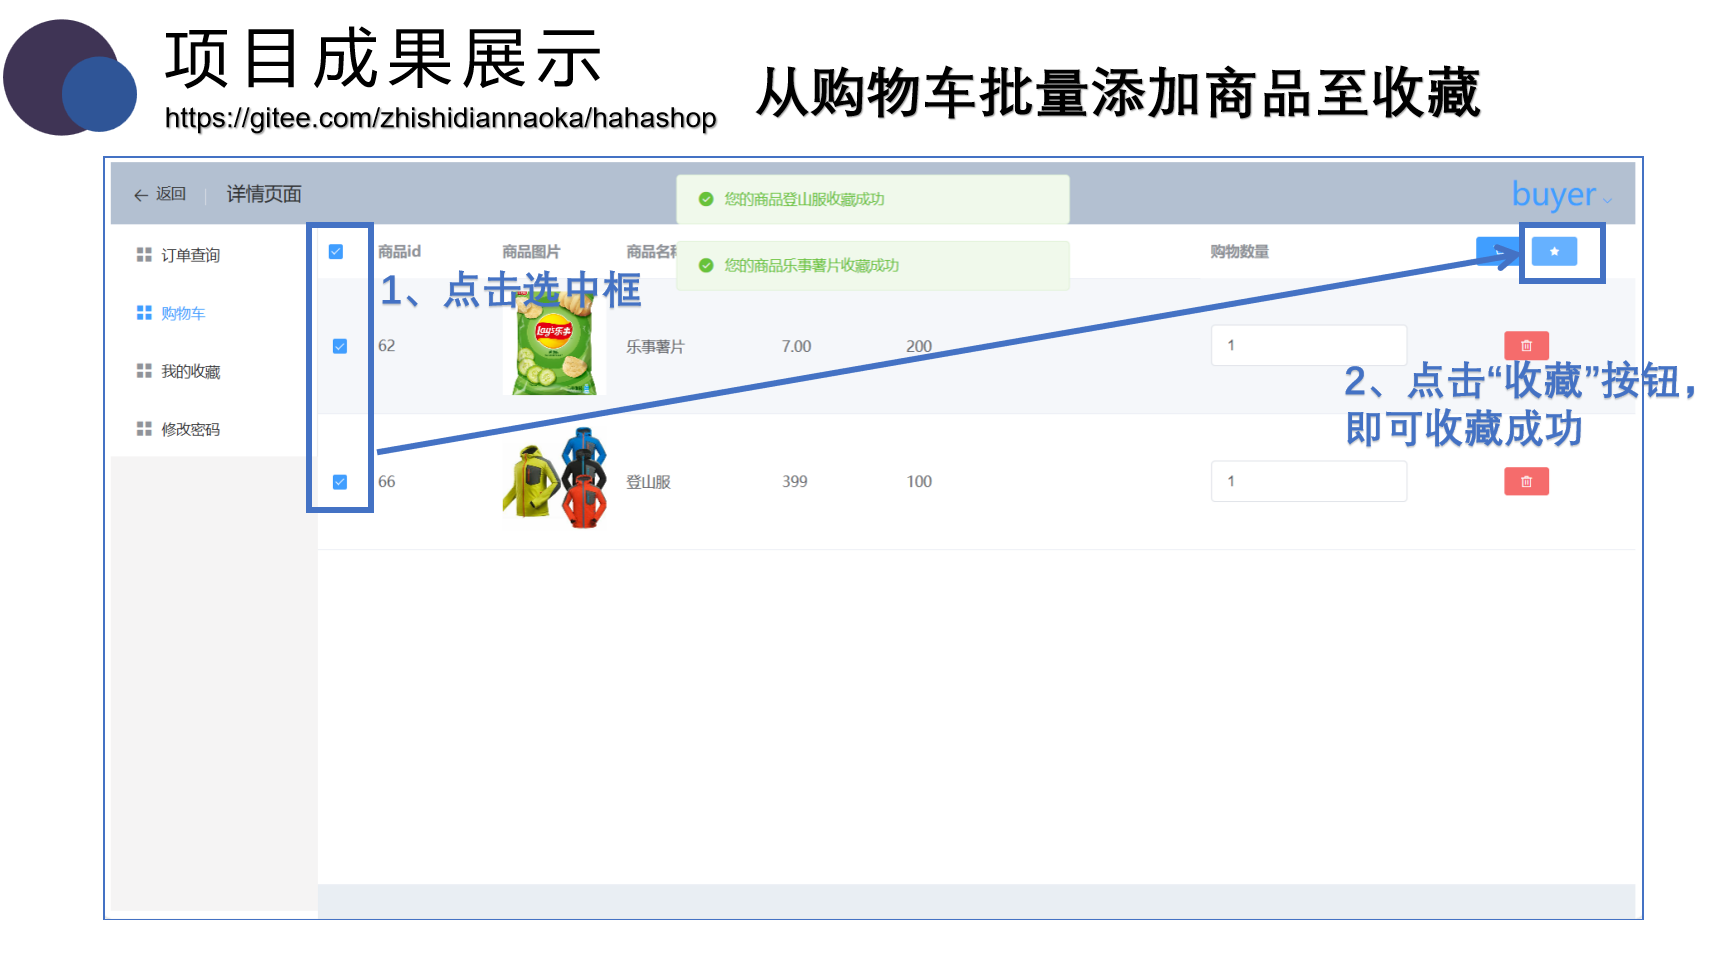 项目成果展示
https://gitee.com/zhishidiannaoka/hahashop
从购物车批量添加商品至收藏
返回
详情页面
您的商品登山服收藏成功
buyer
订单查询
商品id
商品图片
商品名称
您的商品乐事薯片收藏成功
购物数量
1、点击选中框
购物车
Lay's乐事
62
乐事薯片
7.00
200
1
2、点击“收藏”按钮，
即可收藏成功
我的收藏
修改密码
66
登山服
399
100
1